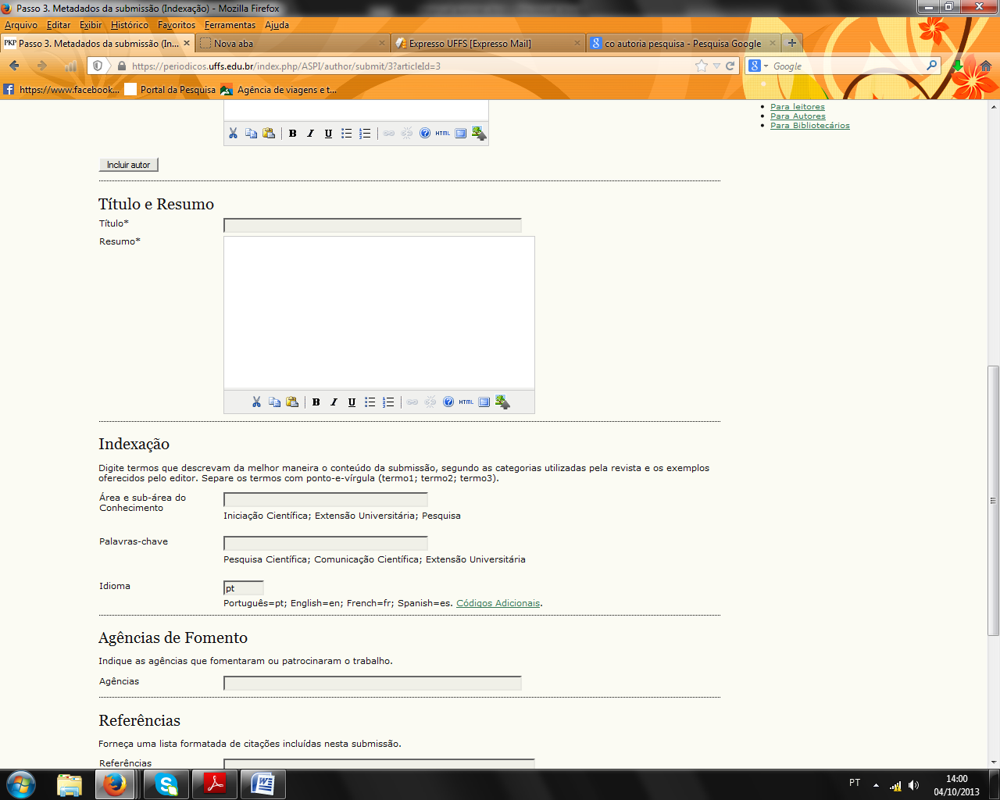 Passo 3. Metadados da submissão (Indexação) - Mozilla Firefox
Arquivo Editar Exibir Histórico Favoritos Ferramentas Ajuda
PKP Passo 3. Metadados da submissão (In... Nova aba Expresso UFFS [Expresso Mail] co autoria pesquisa - Pesquisa Google
https://periodicos.uffs.edu.br/index.php/ASPI/author/submit/3?articleId=3 Google
https://www.facebook... Portal da Pesquisa Agência de viagens e t...
Para leitores
Para Autores
Para Bibliotecários
B I U HTML
Incluir autor
Título e Resumo
Título*
Resumo*
B I U HTML
Indexação
Digite termos que descrevam da melhor maneira o conteúdo da submissão, segundo as categorias utilizadas pela revista e os exemplos
oferecidos pelo editor. Separe os termos com ponto-e-vírgula (termo1; termo2; termo3).
Área e sub-área do
Conhecimento
Iniciação Científica; Extensão Universitária; Pesquisa
Palavras-chave
Pesquisa Científica; Comunicação Científica; Extensão Universitária
Idioma pt
Português=pt; English=en; French=fr; Spanish=es. Códigos Adicionais.
Agências de Fomento
Indique as agências que fomentaram ou patrocinaram o trabalho.
Agências
Referências
Forneça uma lista formatada de citações incluídas nesta submissão.
Referências
PT 14:00
04/10/2013